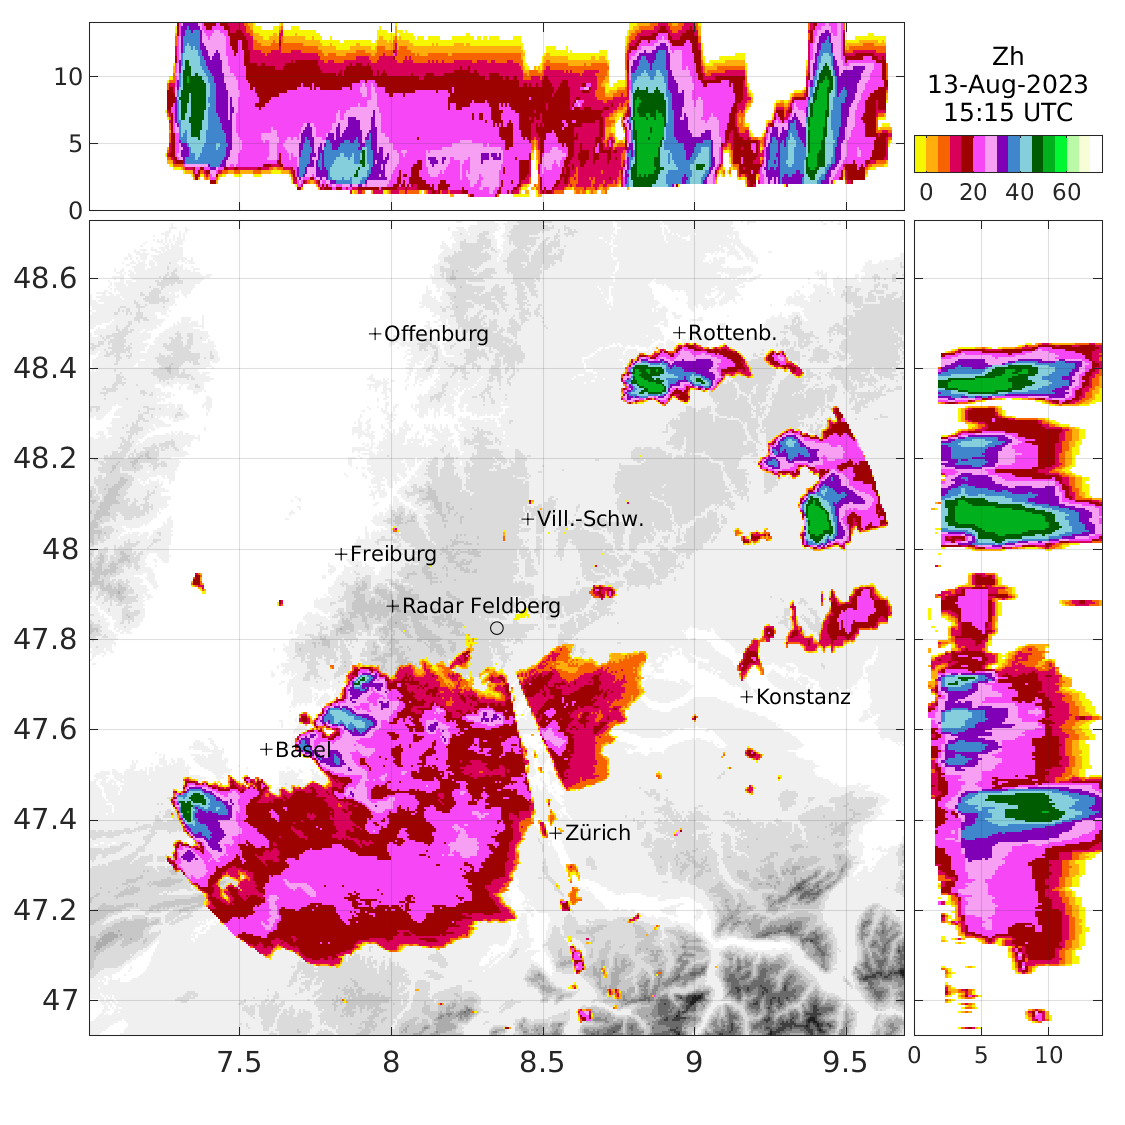 10
5
0
Zh
13-Aug-2023
15:15 UTC
0 20 40 60
48.6
48.4
48.2
48
47.8
47.6
47.4
47.2
47
Offenburg
Rottenb.
Vill.-Schw.
Freiburg
Radar Feldberg
Konstanz
Basel
Zürich
7.5 8 8.5 9 9.5
0 5 10